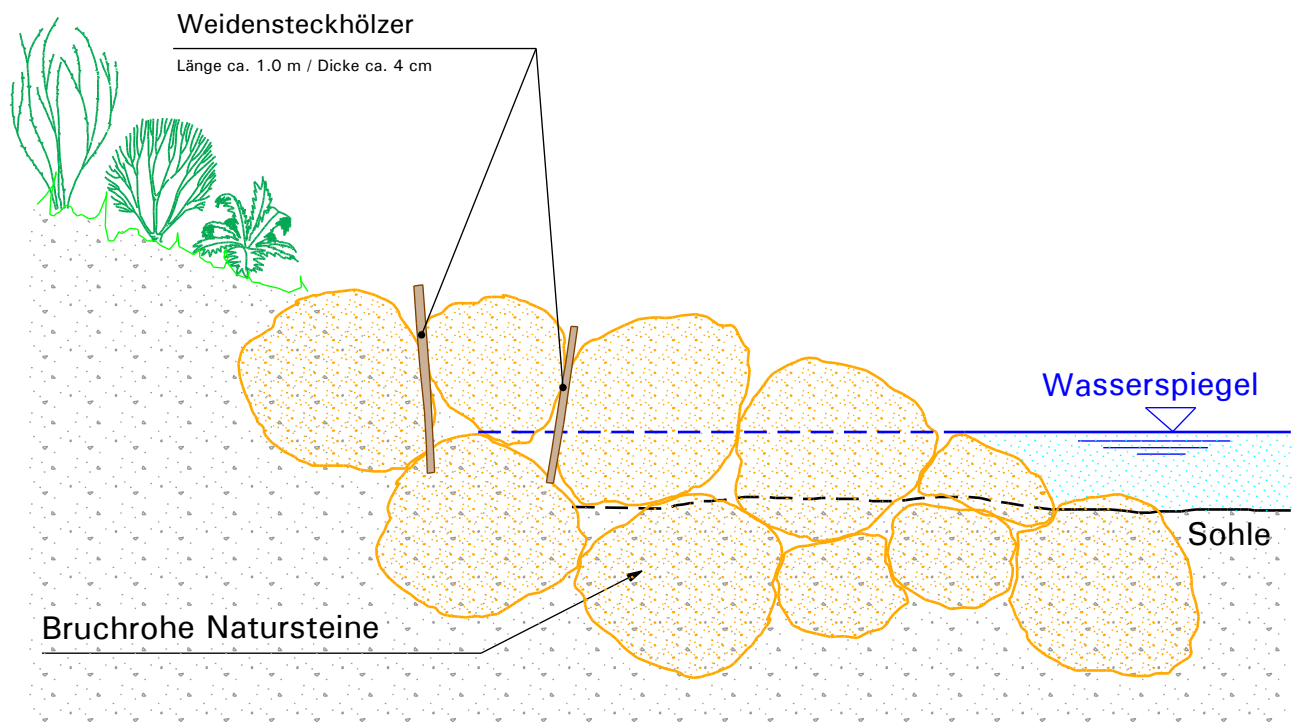 Weidensteckhölzer
Länge ca. 1.0 m / Dicke ca. 4 cm
Wasserspiegel
Sohle
Bruchrohe Natursteine